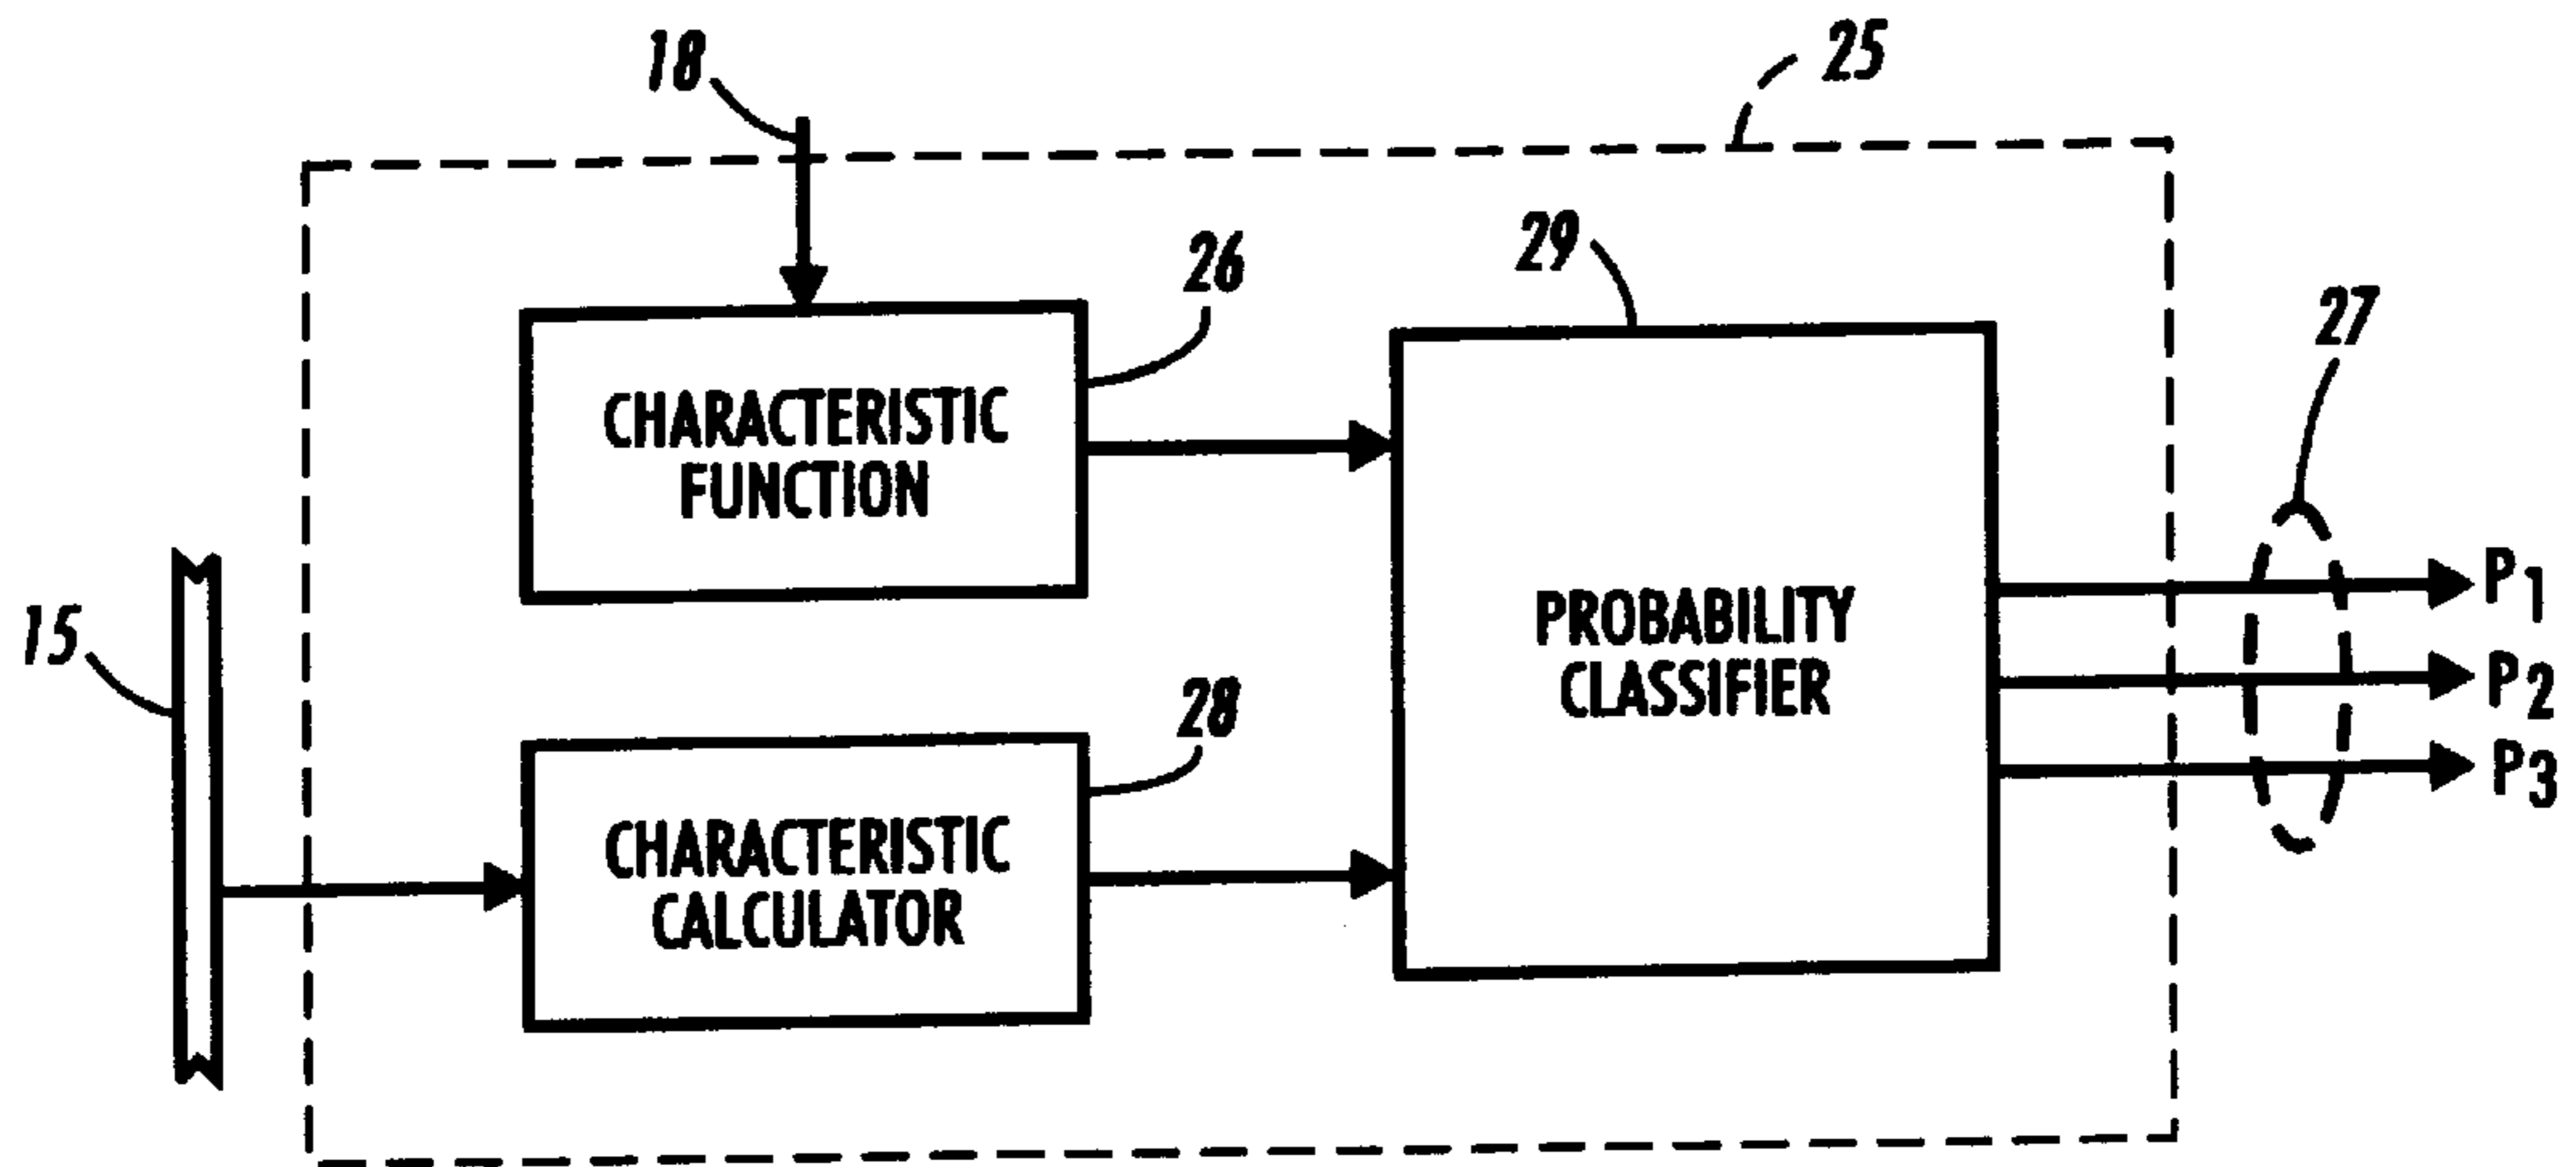 18
25
26
29
27
CHARACTERISTIC
FUNCTION
15
PROBABILITY
CLASSIFIER
P1
P2
P3
28
CHARACTERISTIC
CALCULATOR